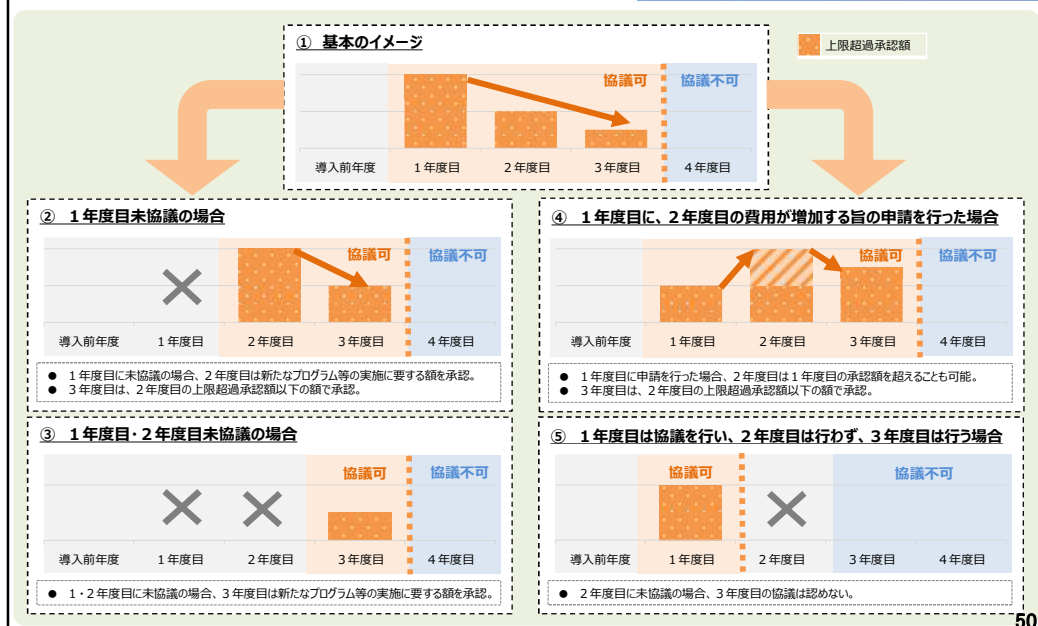 ① 基本のイメージ
上限超過承認額
協議可
協議不可
導入前年度 1年度目 2年度目 3年度目 4年度目
② 1年度目未協議の場合
協議可
協議不可
導入前年度 1年度目 2年度目 3年度目 4年度目
● 1年度目に未協議の場合、2年度目は新たなプログラム等の実施に要する額を承認。
● 3年度目は、2年度目の上限超過承認額以下の額で承認。
③ 1年度目・2年度目未協議の場合
協議可
協議不可
導入前年度 1年度目 2年度目 3年度目 4年度目
● 1・2年度目に未協議の場合、3年度目は新たなプログラム等の実施に要する額を承認。
④ 1年度目に、2年度目の費用が増加する旨の申請を行った場合
協議可
協議不可
導入前年度 1年度目 2年度目 3年度目 4年度目
● 1年度目に申請を行った場合、2年度目は1年度目の承認額を超えることも可能。
● 3年度目は、2年度目の上限超過承認額以下の額で承認。
⑤ 1年度目は協議を行い、2年度目は行わず、3年度目は行う場合
協議可
協議不可
導入前年度 1年度目 2年度目 3年度目 4年度目
● 2年度目に未協議の場合、3年度目の協議は認めない。
50